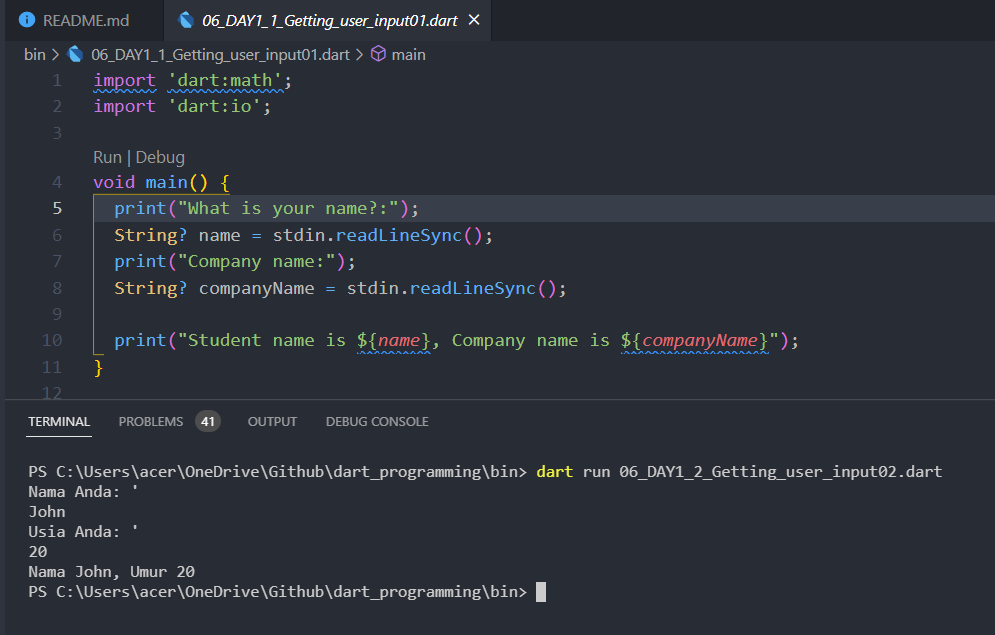 README.md 06_DAY1_1_Getting_user_input01.dart
bin > 06_DAY1_1_Getting_user_input01.dart > main
1 import 'dart:math';
2 import 'dart:io';
3
Run | Debug
4 void main() {
5 print("What is your name?:");
6 String? name = stdin.readLineSync();
7 print("Company name:");
8 String? companyName = stdin.readLineSync();
9
10 print("Student name is ${name}, Company name is ${companyName}");
11 }
12
TERMINAL PROBLEMS 41 OUTPUT DEBUG CONSOLE
PS C:\Users\acer\OneDrive\Github\dart_programming\bin> dart run 06_DAY1_2_Getting_user_input02.dart
Nama Anda: '
John
Usia Anda: '
20
Nama John, Umur 20
PS C:\Users\acer\OneDrive\Github\dart_programming\bin>